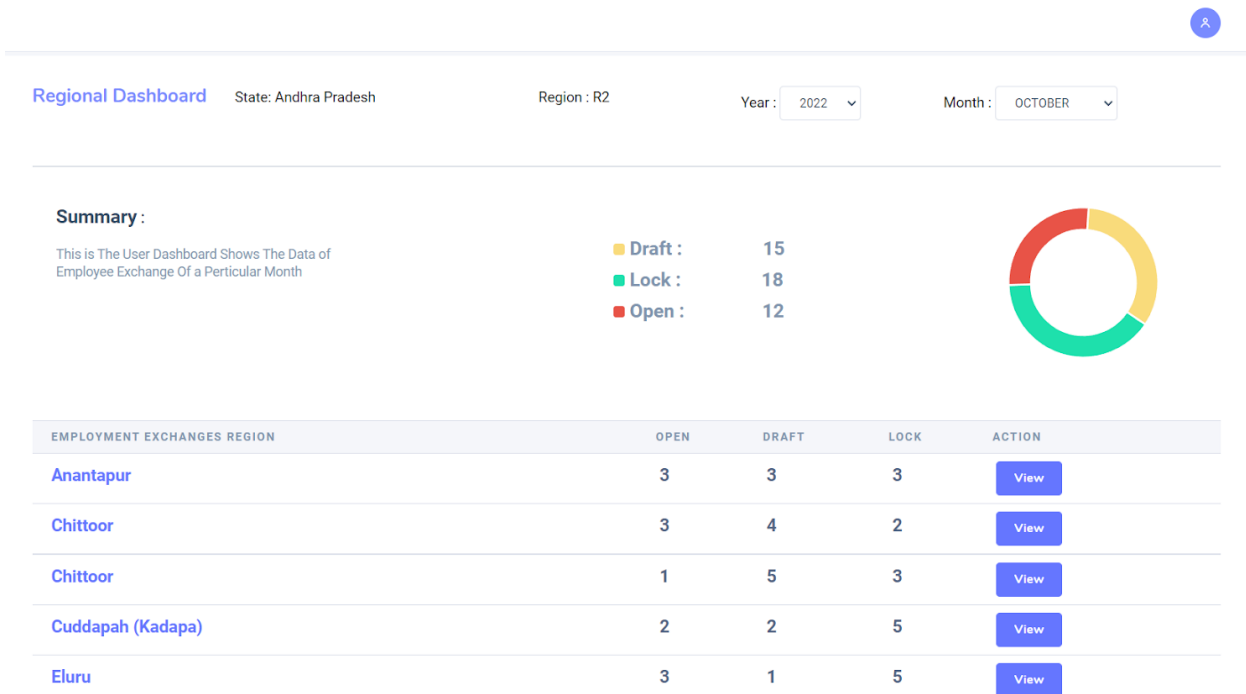 Regional Dashboard State: Andhra Pradesh Region : R2 Year : 2022 Month : OCTOBER
Summary :
This is The User Dashboard Shows The Data of
Employee Exchange Of a Perticular Month
Draft : 15
Lock : 18
Open : 12
EMPLOYMENT EXCHANGES REGION OPEN DRAFT LOCK ACTION
Anantapur 3 3 3 View
Chittoor 3 4 2 View
Chittoor 1 5 3 View
Cuddapah (Kadapa) 2 2 5 View
Eluru 3 1 5 View